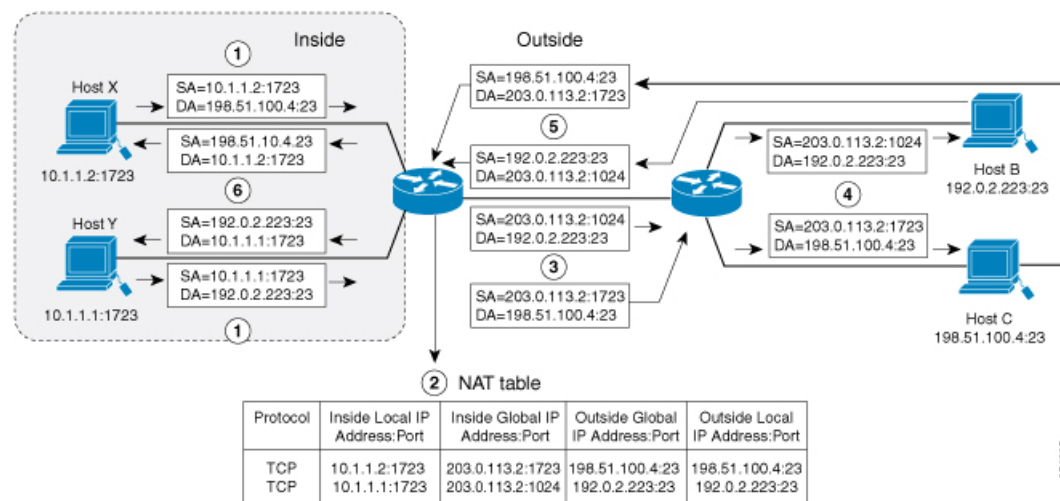 Inside
Outside
1
Host X
SA=10.1.1.2:1723
DA=198.51.100.4:23
SA=198.51.10.4.23
DA=10.1.1.2:1723
10.1.1.2:1723
6
Host Y
SA=192.0.2.223:23
DA=10.1.1.1:1723
SA=10.1.1.1:1723
DA=192.0.2.223:23
10.1.1.1:1723
1
SA=198.51.100.4:23
DA=203.0.113.2:1723
5
SA=192.0.2.223:23
DA=203.0.113.2:1024
SA=203.0.113.2:1024
DA=192.0.2.223:23
3
SA=203.0.113.2:1723
DA=198.51.100.4:23
SA=203.0.113.2:1024
DA=192.0.2.223:23
4
SA=203.0.113.2:1723
DA=198.51.100.4:23
Host B
192.0.2.223:23
Host C
198.51.100.4:23
2 NAT table
Protocol Inside Local IP Address:Port Inside Global IP Address:Port Outside Global IP Address:Port Outside Local IP Address:Port
TCP 10.1.1.2:1723 203.0.113.2:1723 198.51.100.4:23 198.51.100.4:23
TCP 10.1.1.1:1723 203.0.113.2:1024 192.0.2.223:23 192.0.2.223:23